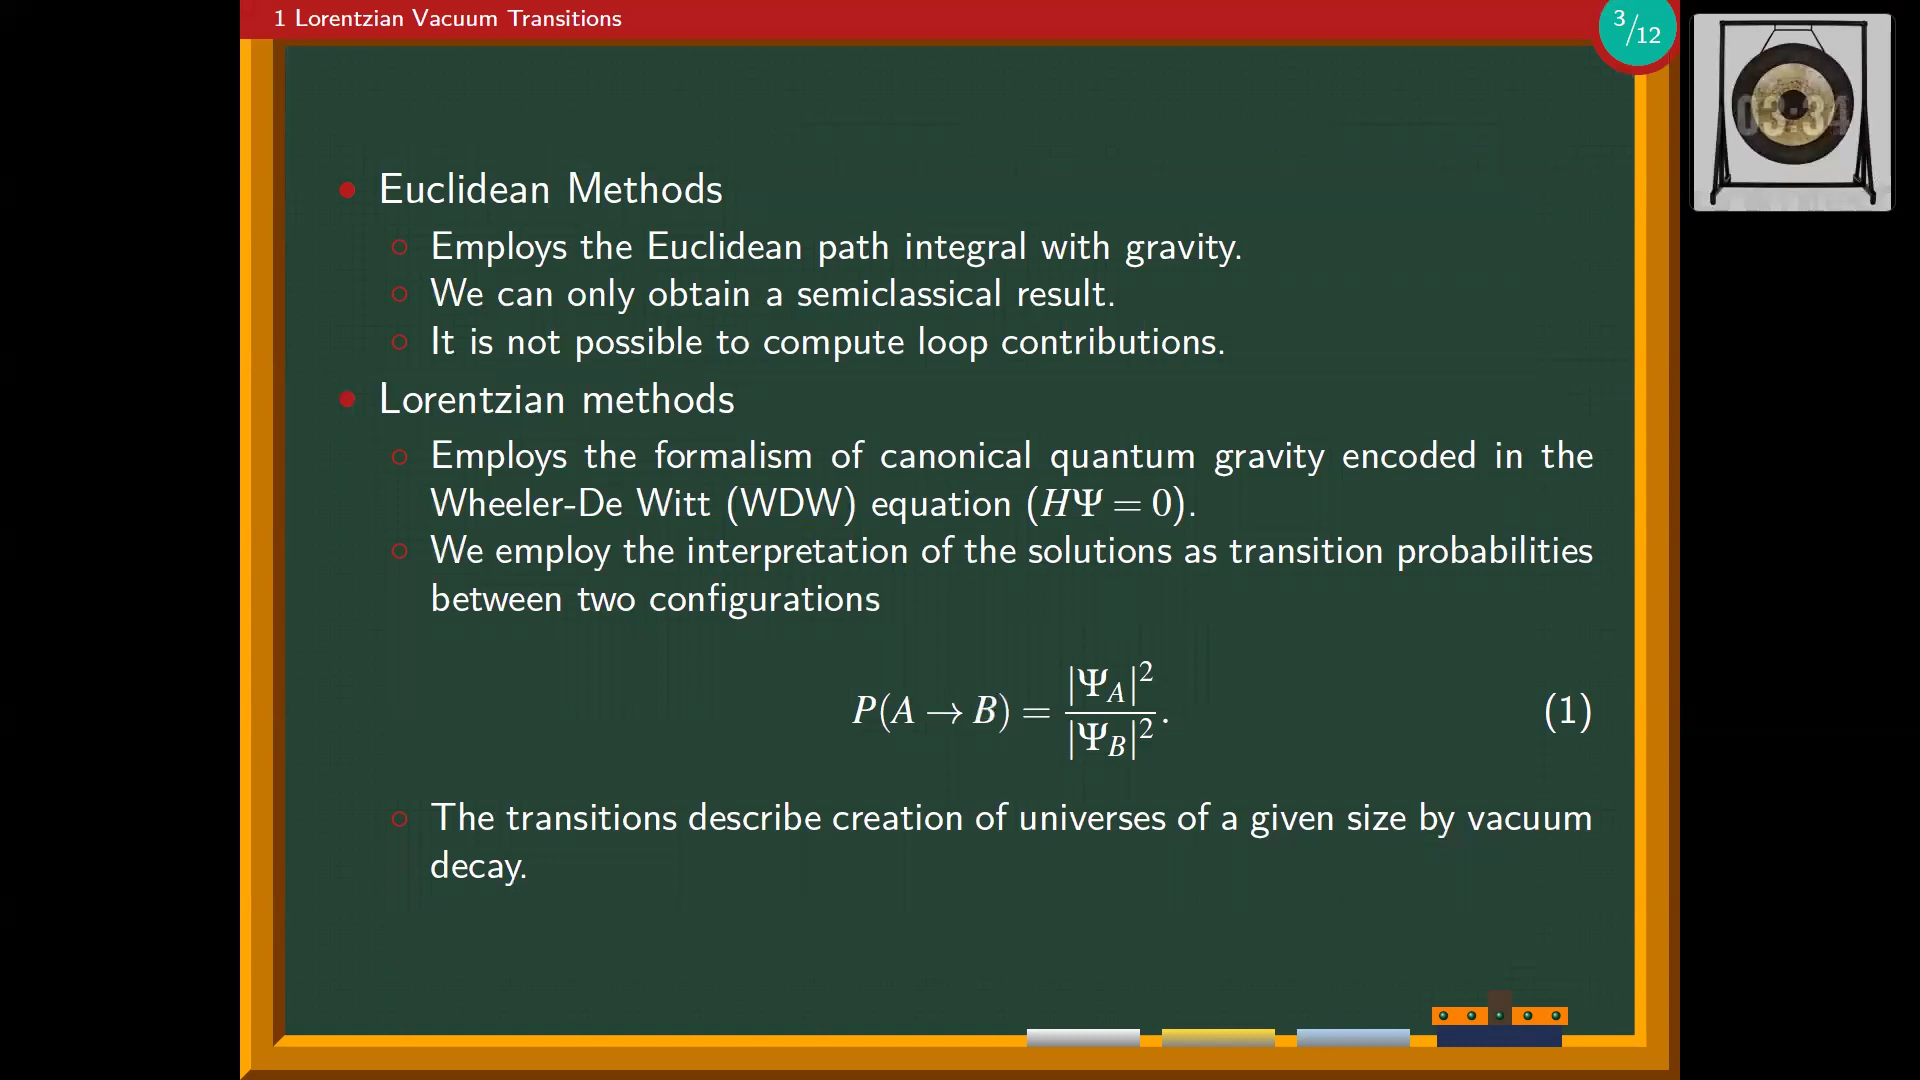 1 Lorentzian Vacuum Transitions
3/12
03:34
• Euclidean Methods
○ Employs the Euclidean path integral with gravity.
○ We can only obtain a semiclassical result.
○ It is not possible to compute loop contributions.
• Lorentzian methods
○ Employs the formalism of canonical quantum gravity encoded in the
Wheeler-De Witt (WDW) equation (HΨ = 0).
○ We employ the interpretation of the solutions as transition probabilities
between two configurations
P(A → B) = |Ψ_A|² / |Ψ_B|². (1)
○ The transitions describe creation of universes of a given size by vacuum
decay.